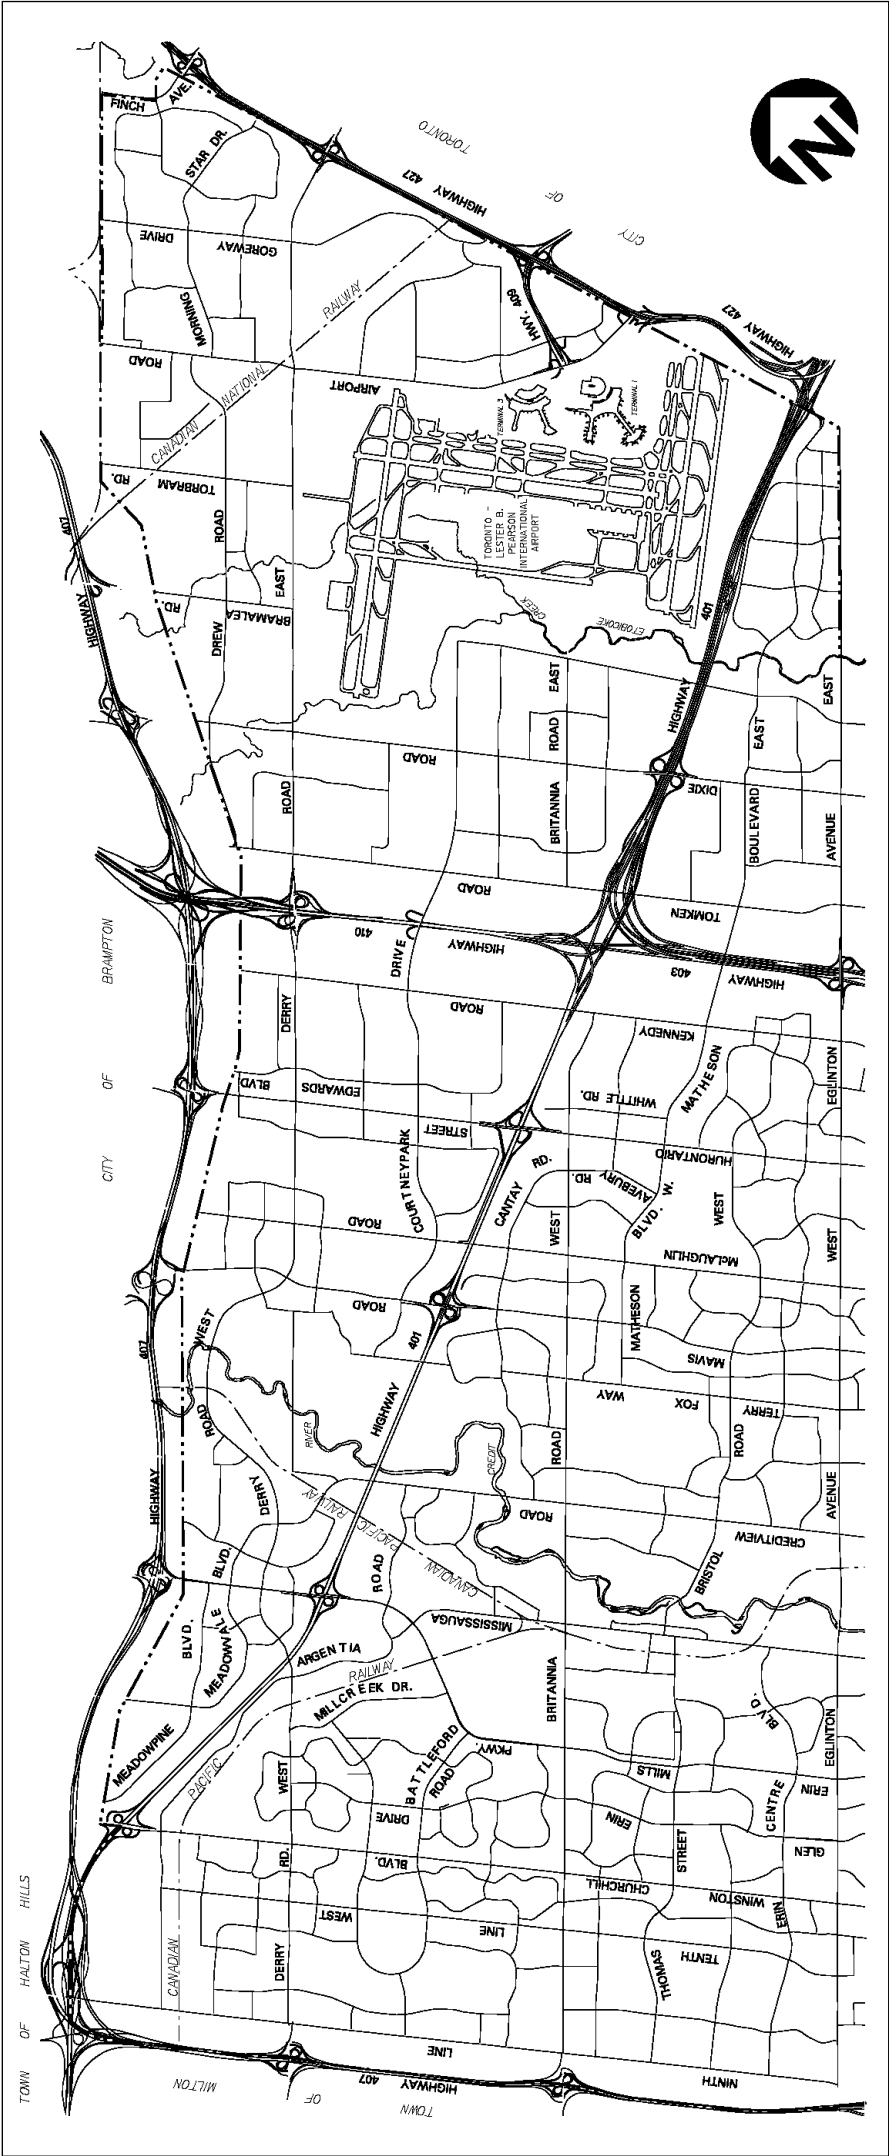 FINCH
AVE.
STAR DR.
TORONTO
OF
CITY
HIGHWAY 427
N
DRIVE
GOREWAY
RAILWAY
HWY. 409
HIGHWAY 427
MORNING
ROAD
NATIONAL
CANADIAN
AIRPORT
TERMINAL 3
TERMINAL 1
407
HIGHWAY
RD.
TORBRAM
ROAD
EAST
TORONTO -
LESTER B.
PEARSON
INTERNATIONAL
AIRPORT
RD.
BRAMALEA
DREW
CREEK
ETOBICOKE
401
HIGHWAY
EAST
ROAD
BRITANNIA
EAST
EAST
ROAD
ROAD
DIXIE
BOULEVARD
AVENUE
ROAD
TOMKEN
BRAMPTON
OF
CITY
410
HIGHWAY
DRIVE
403
HIGHWAY
DERRY
ROAD
KENNEDY
BLVD
EDWARDS
WHITTLE RD.
MATHESON
EGLINTON
STREET
HURONTARIO
COURTNEYPARK
CANTAY
RD.
RD.
AVEBURY
BLVD. W.
WEST
WEST
WEST
ROAD
McLAUGHLIN
ROAD
401
MATHESON
MAVIS
407
WEST
ROAD
HIGHWAY
WAY
FOX
TERRY
RIVER
CREDIT
ROAD
ROAD
AVENUE
HIGHWAY
DERRY
RAILWAY
PACIFIC
CANADIAN
ROAD
CREDITVIEW
BLVD.
ROAD
BRISTOL
BLVD.
MEADOWVALE
MISSISSAUGA
ARGENTIA
RAILWAY
MILLCREEK DR.
BRITANNIA
BLVD.
MEADOWPINE
PACIFIC
WEST
BATTLEFORD
ROAD
PKWY.
MILLS
EGLINTON
DRIVE
ERIN
CENTRE
ERIN
RD.
BLVD.
STREET
GLEN
CHURCHILL
WINSTON
ERIN
WEST
LINE
TENTH
THOMAS
DERRY
CANADIAN
TOWN OF HALTON HILLS
LINE
NINTH
MILTON
OF
TOWN
407
HIGHWAY